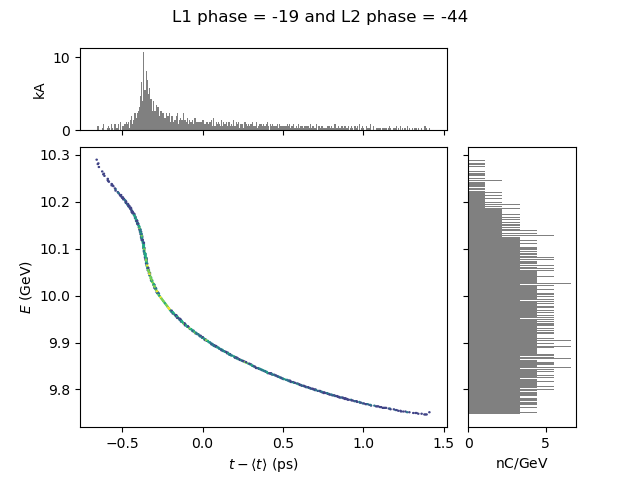 L1 phase = -19 and L2 phase = -44
10
0
kA
10.3
10.2
10.1
10.0
9.9
9.8
E (GeV)
−0.5 0.0 0.5 1.0 1.5
t − ⟨t⟩ (ps)
0 5
nC/GeV